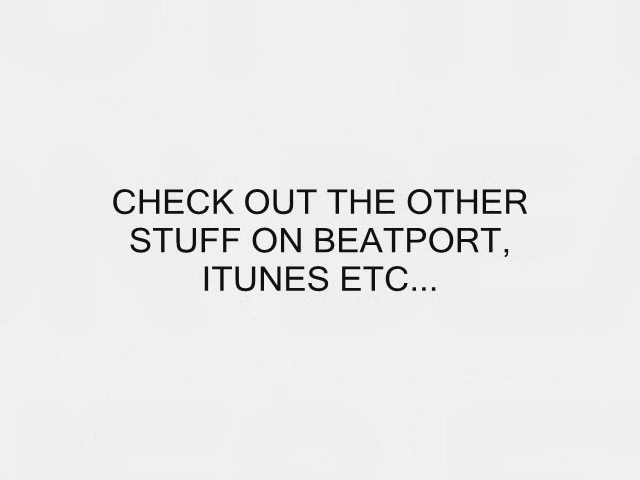 CHECK OUT THE OTHER
STUFF ON BEATPORT,
ITUNES ETC...